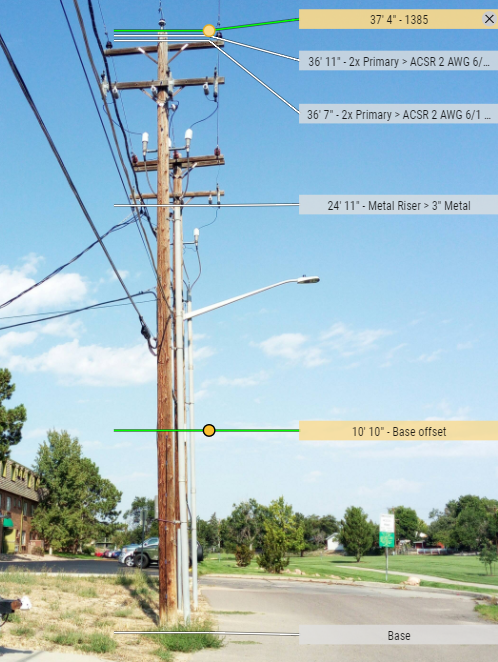 37' 4" - 1385
36' 11" - 2x Primary > ACSR 2 AWG 6/...
36' 7" - 2x Primary > ACSR 2 AWG 6/1 ...
24' 11" - Metal Riser > 3" Metal
10' 10" - Base offset
Base